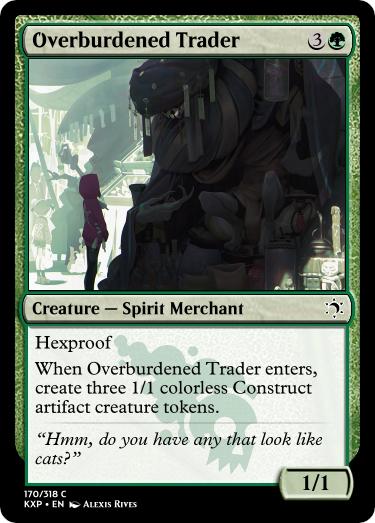 Overburdened Trader 3
Creature — Spirit Merchant
Hexproof
When Overburdened Trader enters,
create three 1/1 colorless Construct
artifact creature tokens.
“Hmm, do you have any that look like
cats?”
1/1
170/318 C
KXP • EN Alexis Rives